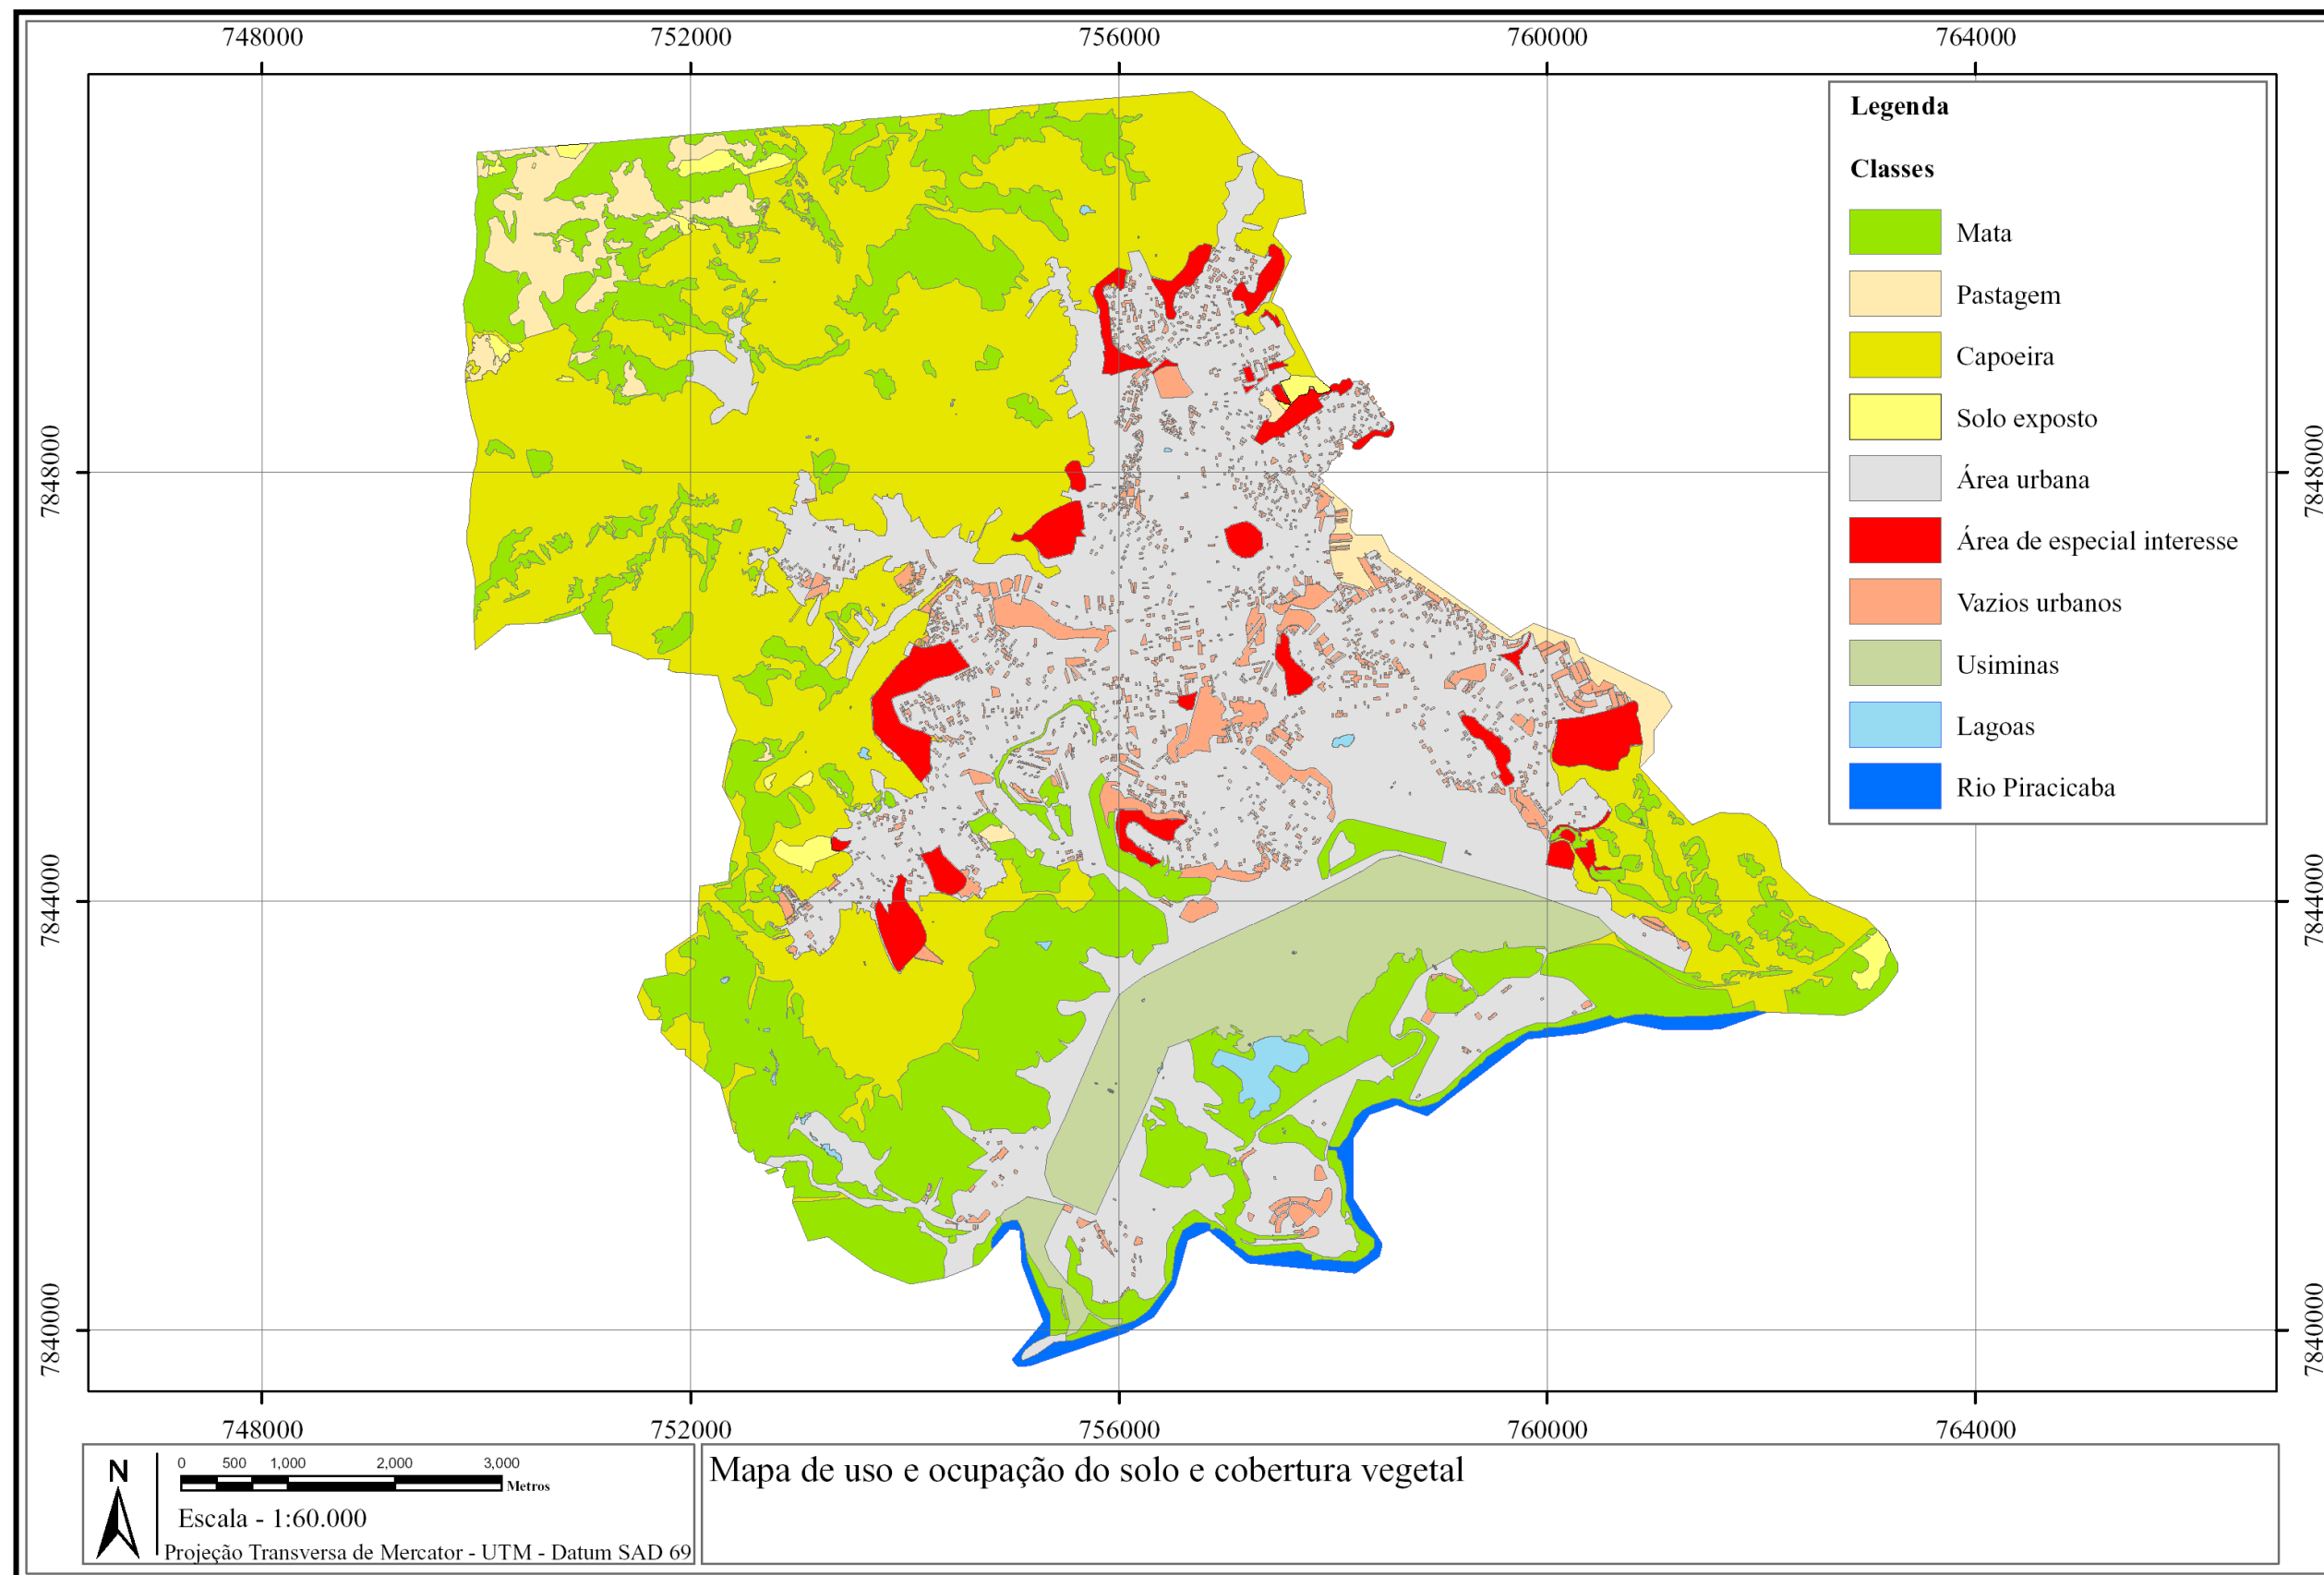 748000 752000 756000 760000 764000
Legenda
Classes
Mata
Pastagem
Capoeira
Solo exposto
Área urbana
Área de especial interesse
Vazios urbanos
Usiminas
Lagoas
Rio Piracicaba
7848000 7848000
7844000 7844000
7840000 7840000
748000 752000 756000 760000 764000
N
0 500 1,000 2,000 3,000
Metros
Escala - 1:60.000
Projeção Transversa de Mercator - UTM - Datum SAD 69
Mapa de uso e ocupação do solo e cobertura vegetal